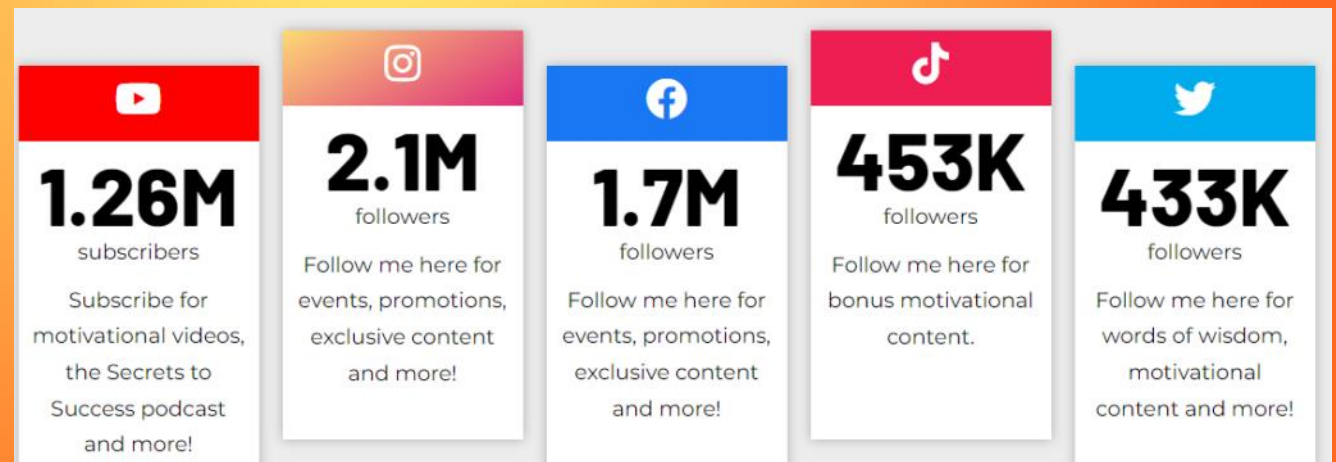 1.26M
subscribers
Subscribe for
motivational videos,
the Secrets to
Success podcast
and more!
2.1M
followers
Follow me here for
events, promotions,
exclusive content
and more!
1.7M
followers
Follow me here for
events, promotions,
exclusive content
and more!
453K
followers
Follow me here for
bonus motivational
content.
433K
followers
Follow me here for
words of wisdom,
motivational
content and more!